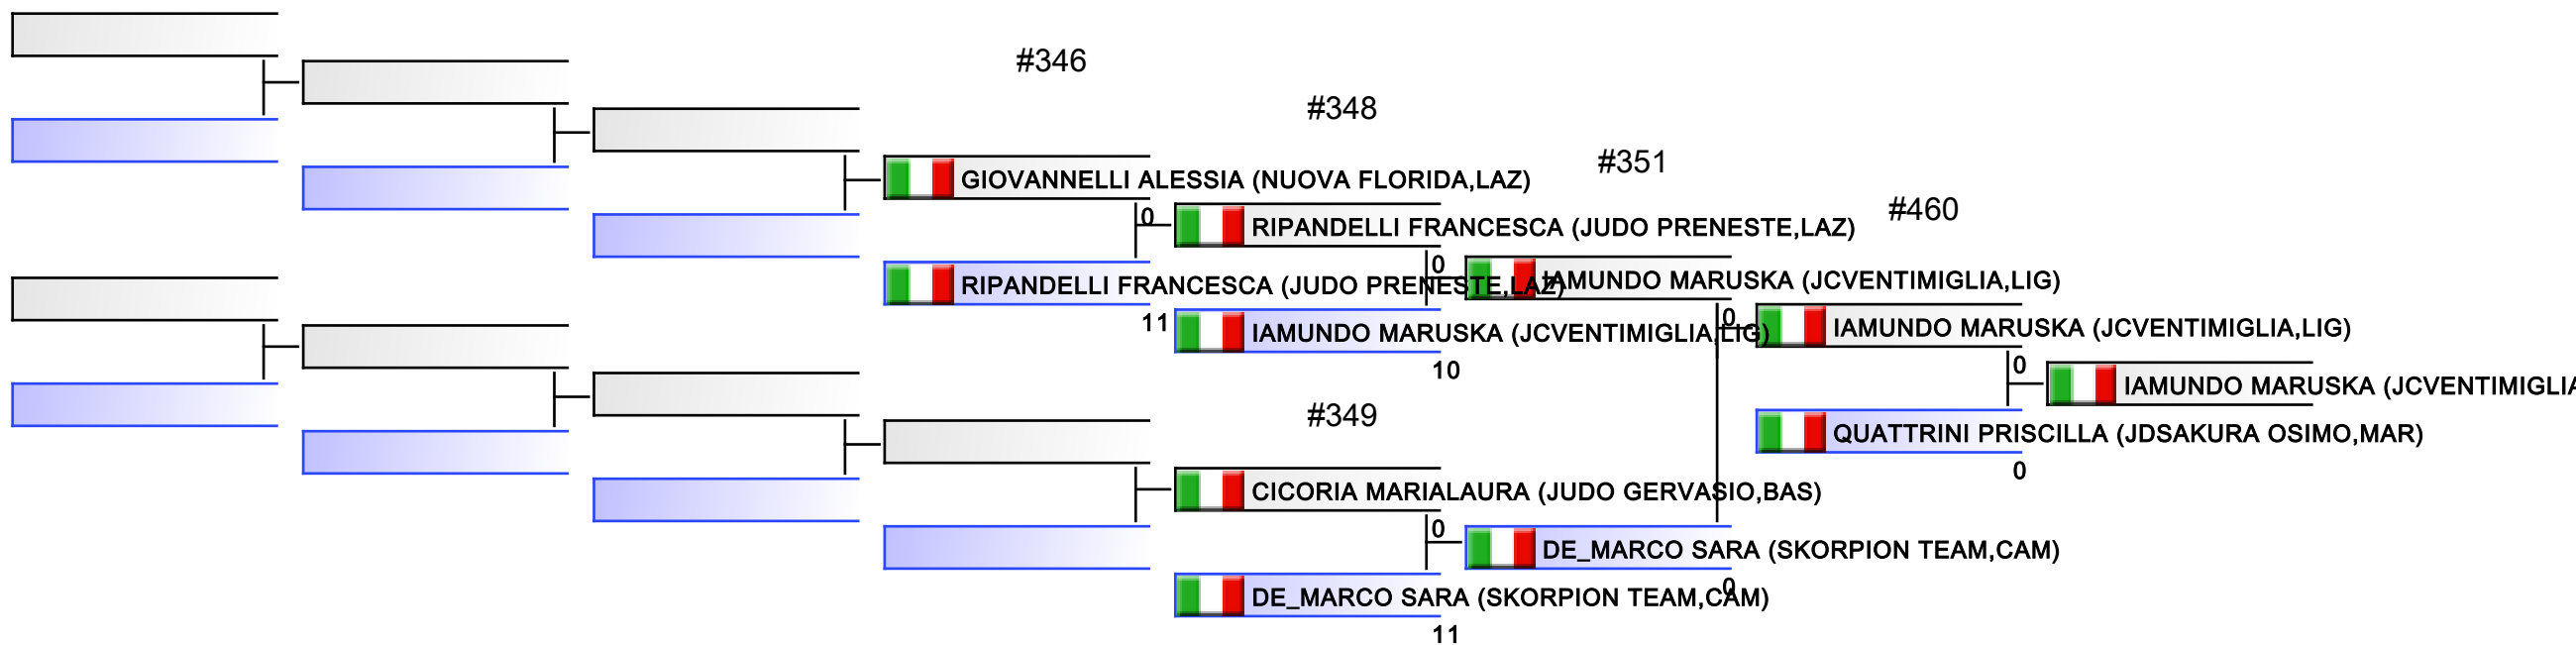 #346
#348
#351
GIOVANNELLI ALESSIA (NUOVA FLORIDA,LAZ)
#460
0
RIPANDELLI FRANCESCA (JUDO PRENESTE,LAZ)
0
IAMUNDO MARUSKA (JCVENTIMIGLIA,LIG)
RIPANDELLI FRANCESCA (JUDO PRENESTE,LAZ)
11
0
IAMUNDO MARUSKA (JCVENTIMIGLIA,LIG)
IAMUNDO MARUSKA (JCVENTIMIGLIA,LIG)
10
0
IAMUNDO MARUSKA (JCVENTIMIGLIA
#349
QUATTRINI PRISCILLA (JDSAKURA OSIMO,MAR)
0
CICORIA MARIALAURA (JUDO GERVASIO,BAS)
0
DE_MARCO SARA (SKORPION TEAM,CAM)
0
DE_MARCO SARA (SKORPION TEAM,CAM)
11